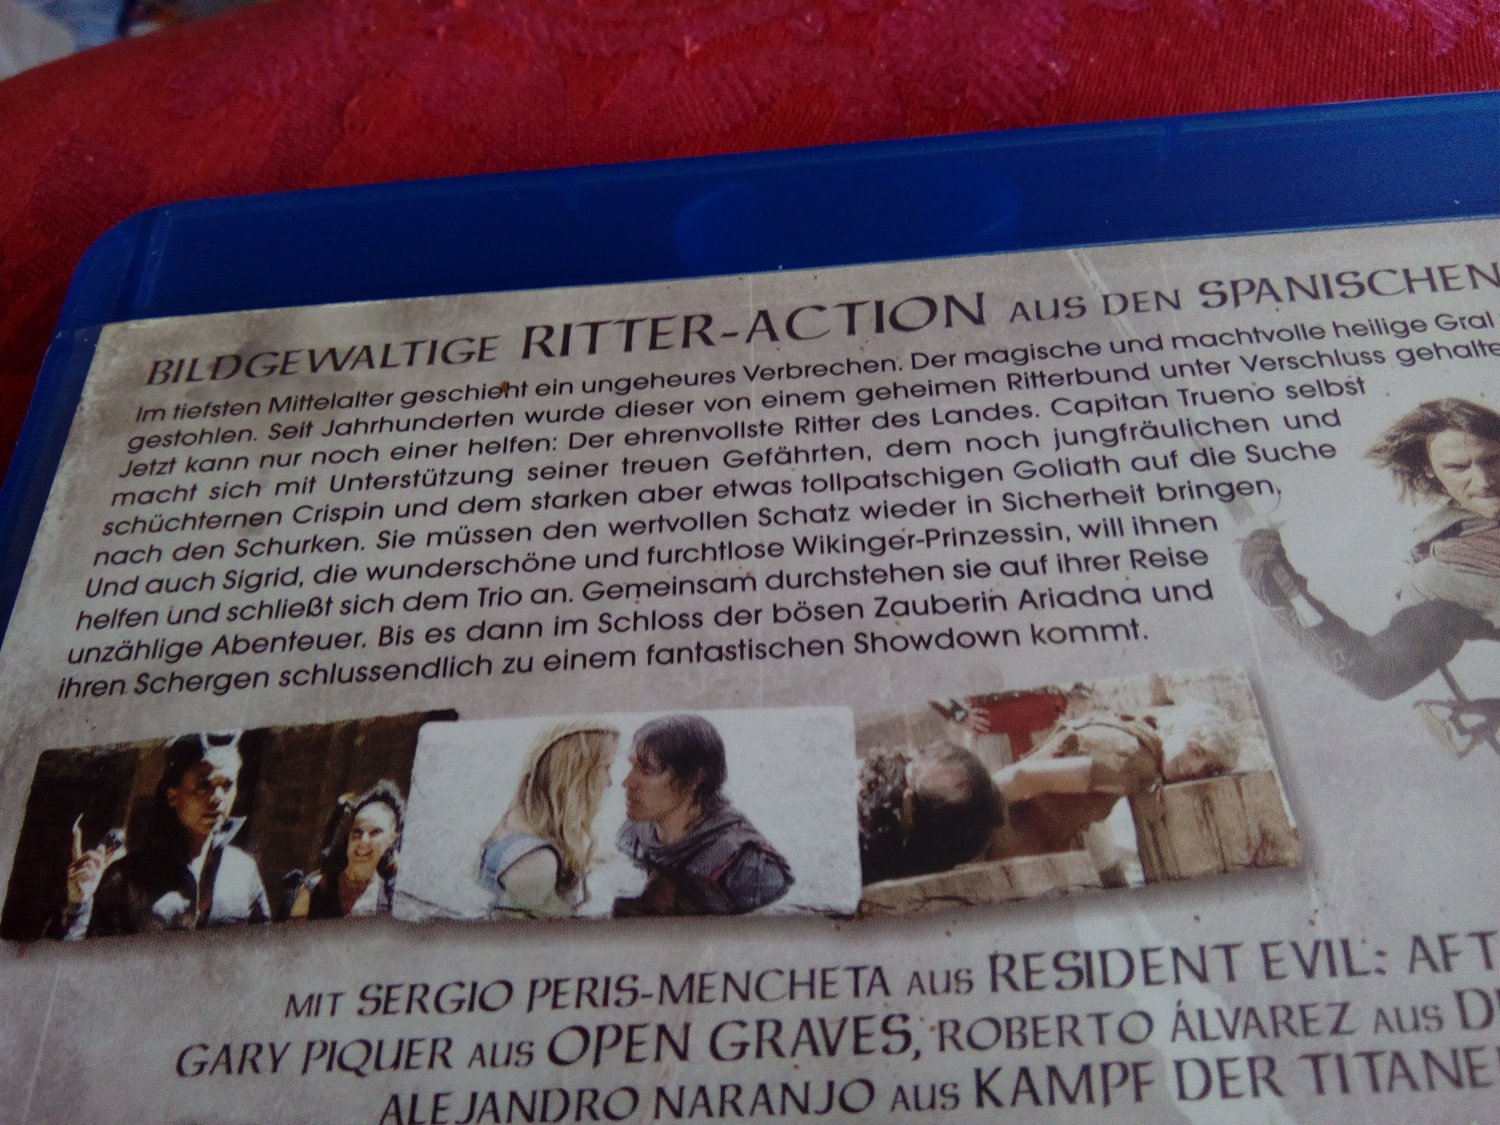 BILDGEWALTIGE RITTER-ACTION AUS DEN SPANISCHEN
Im tiefsten Mittelalter geschieht ein ungeheures Verbrechen. Der magische und machtvolle heilige Gral
gestohlen. Seit Jahrhunderten wurde dieser von einem geheimen Ritterbund unter Verschluss
Jetzt kann nur noch einer helfen: Der ehrenvollste Ritter des Landes. Capitan Trueno selbst
macht sich mit Unterstützung seiner treuen Gefährten, dem noch jungfräulichen und
schüchternen Crispin und dem starken aber etwas tollpatschigen Goliath auf die Suche
nach den Schurken. Sie müssen den wertvollen Schatz wieder in Sicherheit bringen.
Und auch Sigrid, die wunderschöne und furchtlose Wikinger-Prinzessin, will ihnen
helfen und schließt sich dem Trio an. Gemeinsam durchstehen sie auf ihrer Reise
unzählige Abenteuer. Bis es dann im Schloss der bösen Zauberin Ariadna und
ihren Schergen schlussendlich zu einem fantastischen Showdown kommt.
MIT SERGIO PERIS-MENCHETA AUS RESIDENT EVIL:
GARY PIQUER AUS OPEN GRAVES, ROBERTO ÁLVAREZ AUS
ALEJANDRO NARANJO AUS KAMPF DER